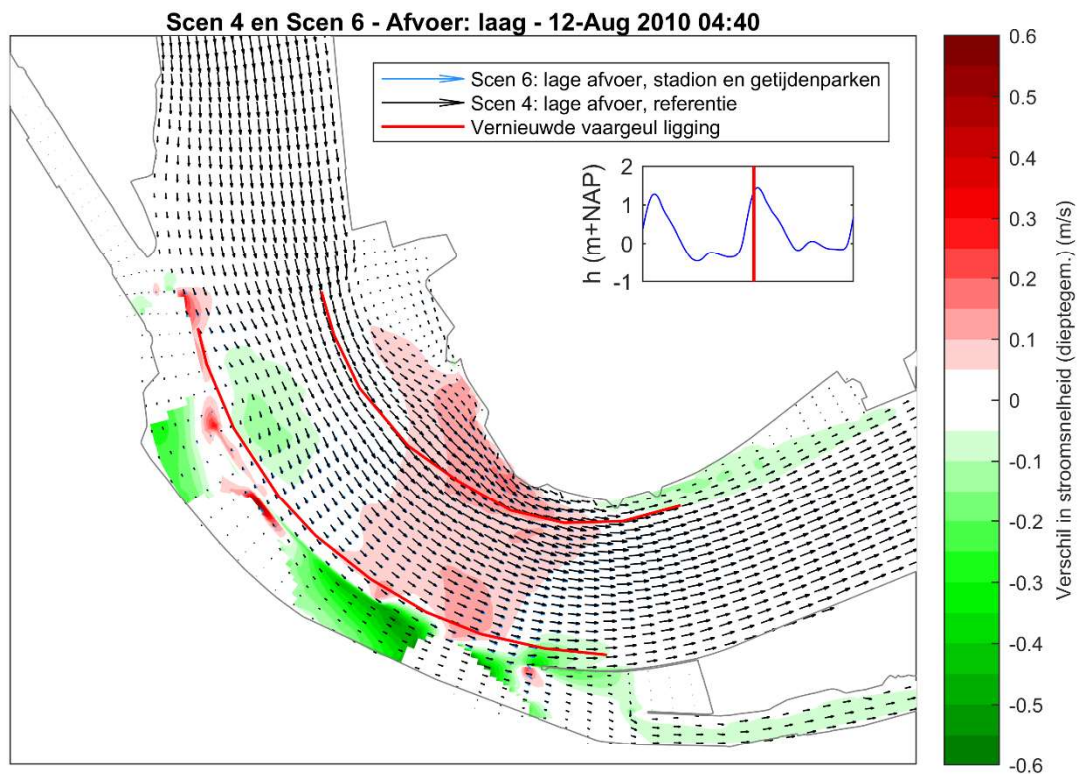 Scen 4 en Scen 6 - Afvoer: laag - 12-Aug 2010 04:40
Scen 6: lage afvoer, stadion en getijdenparken
Scen 4: lage afvoer, referentie
Vernieuwde vaargeul ligging
h (m+NAP)
2
1
0
-1
0.6
0.5
0.4
0.3
0.2
0.1
0
-0.1
-0.2
-0.3
-0.4
-0.5
-0.6
Verschil in stroomsnelheid (dieptegem.) (m/s)